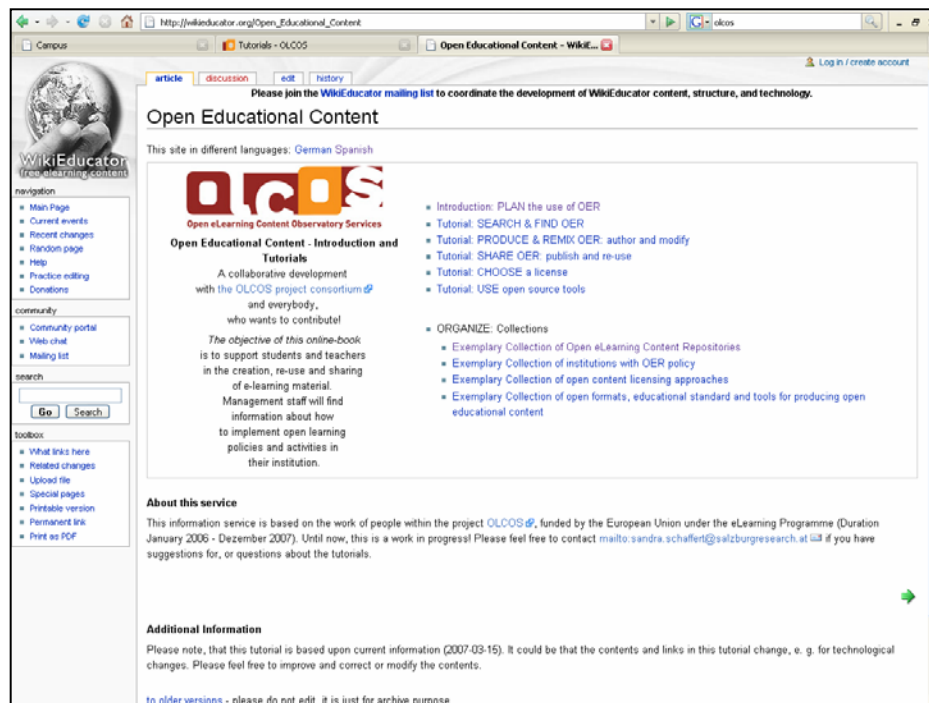 http://wikieducator.org/Open_Educational_Content
G olcos
Campus
Tutorials - OLCOS
Open Educational Content - WikiE...
Log in / create account
article discussion edit history
Please join the WikiEducator mailing list to coordinate the development of WikiEducator content, structure, and technology.
WikiEducator
free elearning content
navigation
Main Page
Current events
Recent changes
Random page
Help
Practice editing
Donations
community
Community portal
Web chat
Mailing list
search
Go Search
toolbox
What links here
Related changes
Upload file
Special pages
Printable version
Permanent link
Print as PDF
Open Educational Content
This site in different languages: German Spanish
OLCOS
Open eLearning Content Observatory Services
Open Educational Content - Introduction and
Tutorials
A collaborative development
with the OLCOS project consortium
and everybody,
who wants to contribute!
The objective of this online-book
is to support students and teachers
in the creation, re-use and sharing
of e-learning material.
Management staff will find
information about how
to implement open learning
policies and activities in
their institution.
Introduction: PLAN the use of OER
Tutorial: SEARCH & FIND OER
Tutorial: PRODUCE & REMIX OER: author and modify
Tutorial: SHARE OER: publish and re-use
Tutorial: CHOOSE a license
Tutorial: USE open source tools
ORGANIZE: Collections
Exemplary Collection of Open eLearning Content Repositories
Exemplary Collection of institutions with OER policy
Exemplary Collection of open content licensing approaches
Exemplary Collection of open formats, educational standard and tools for producing open
educational content
About this service
This information service is based on the work of people within the project OLCOS, funded by the European Union under the eLearning Programme (Duration
January 2006 - Dezember 2007). Until now, this is a work in progress! Please feel free to contact mailto:sandra.schaffert@salzburgresearch.at if you have
suggestions for, or questions about the tutorials.
Additional Information
Please note, that this tutorial is based upon current information (2007-03-15). It could be that the contents and links in this tutorial change, e. g. for technological
changes. Please feel free to improve and correct or modify the contents.
to older versions - please do not edit, it is just for archive purpose